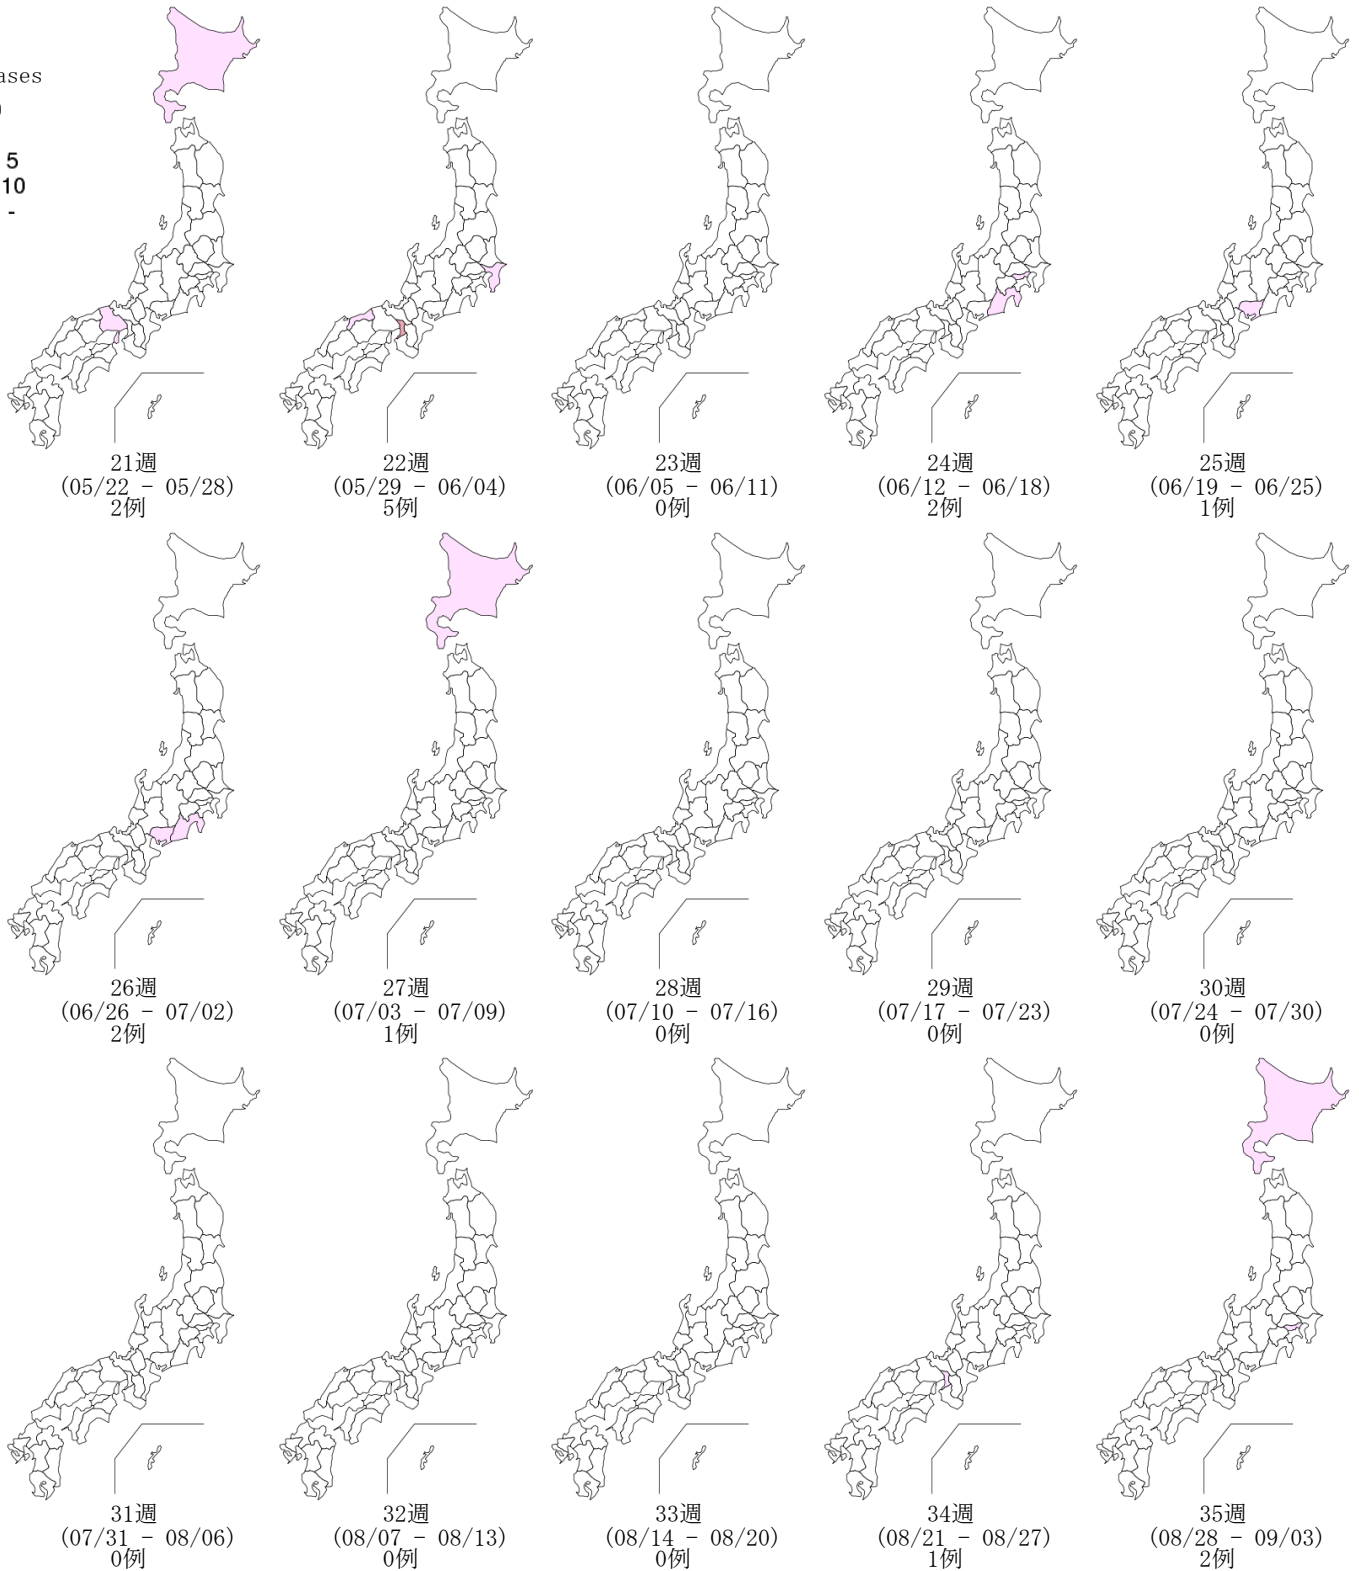 5
10
-
21週
(05/22 - 05/28)
2例
22週
(05/29 - 06/04)
5例
23週
(06/05 - 06/11)
0例
24週
(06/12 - 06/18)
2例
25週
(06/19 - 06/25)
1例
26週
(06/26 - 07/02)
2例
27週
(07/03 - 07/09)
1例
28週
(07/10 - 07/16)
0例
29週
(07/17 - 07/23)
0例
30週
(07/24 - 07/30)
0例
31週
(07/31 - 08/06)
0例
32週
(08/07 - 08/13)
0例
33週
(08/14 - 08/20)
0例
34週
(08/21 - 08/27)
1例
35週
(08/28 - 09/03)
2例